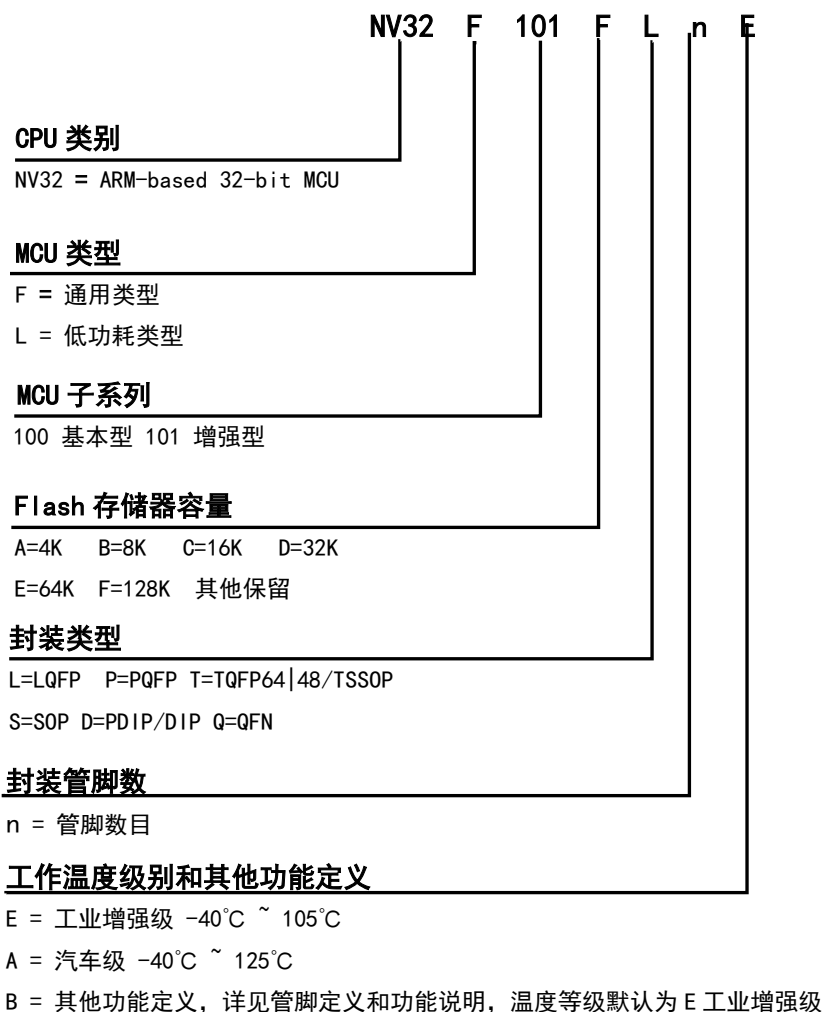 NV32 F 101 F L n E
CPU 类别
NV32 = ARM-based 32-bit MCU
MCU 类型
F = 通用类型
L = 低功耗类型
MCU 子系列
100 基本型 101 增强型
Flash 存储器容量
A=4K B=8K C=16K D=32K
E=64K F=128K 其他保留
封装类型
L=LQFP P=PQFP T=TQFP64|48/TSSOP
S=SOP D=PDIP/DIP Q=QFN
封装管脚数
n = 管脚数目
工作温度级别和其他功能定义
E = 工业增强级 -40℃ ~ 105℃
A = 汽车级 -40℃ ~ 125℃
B = 其他功能定义，详见管脚定义和功能说明，温度等级默认为 E 工业增强级